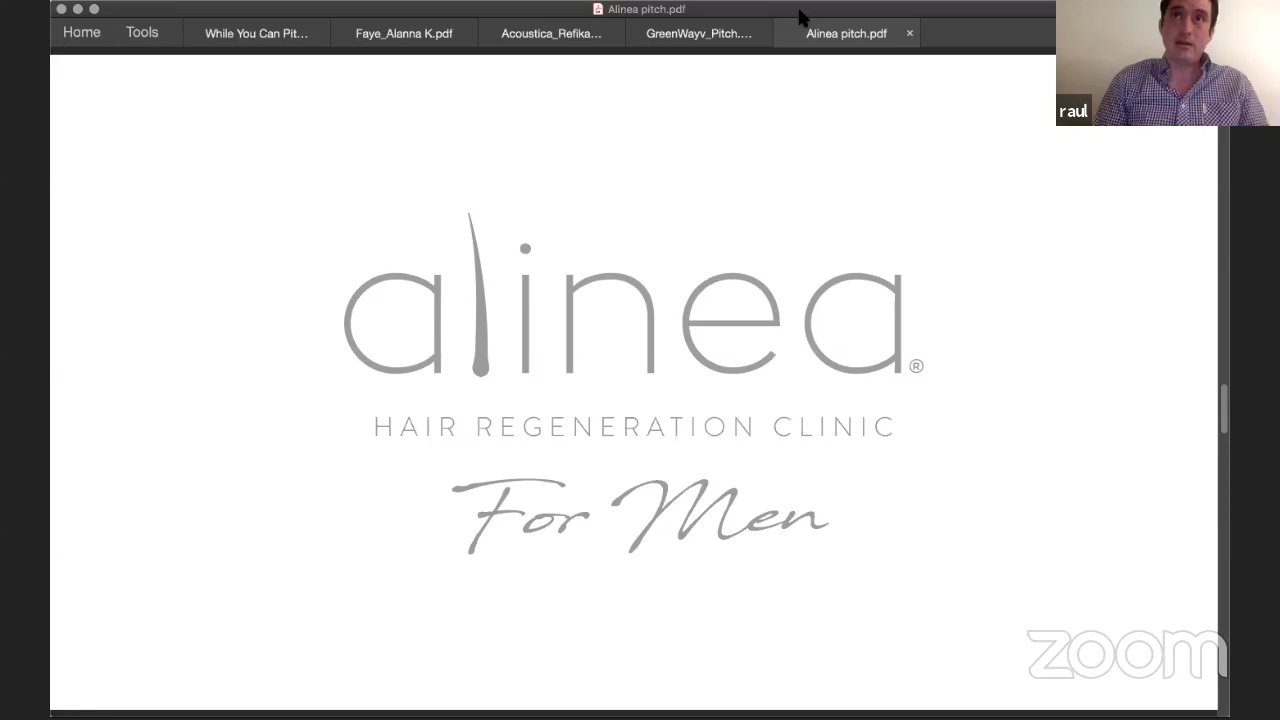 Alinea pitch.pdf
Home
Tools
While You Can Pit...
Faye_Alanna K.pdf
Acoustica_Refika...
GreenWayv_Pitch....
Alinea pitch.pdf ×
raul
alinea®
HAIR REGENERATION CLINIC
For Men
zoom